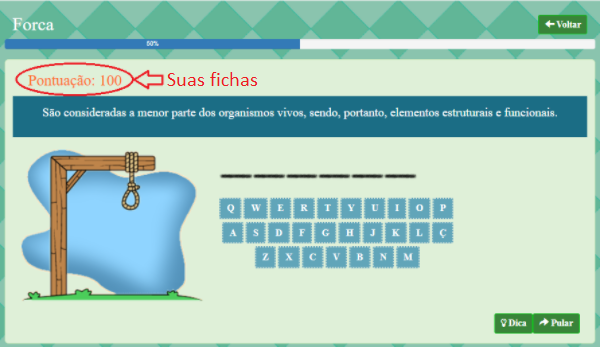 Forca
Voltar
50%
Pontuação: 100
Suas fichas
São consideradas a menor parte dos organismos vivos, sendo, portanto, elementos estruturais e funcionais.
Q W E R T Y U I O P
A S D F G H J K L Ç
Z X C V B N M
Dica Pular